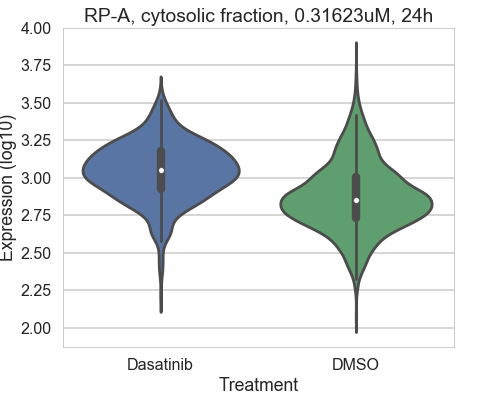 RP-A, cytosolic fraction, 0.31623uM, 24h
4.00
3.75
3.50
3.25
3.00
2.75
2.50
2.25
2.00
Expression (log10)
Dasatinib DMSO
Treatment